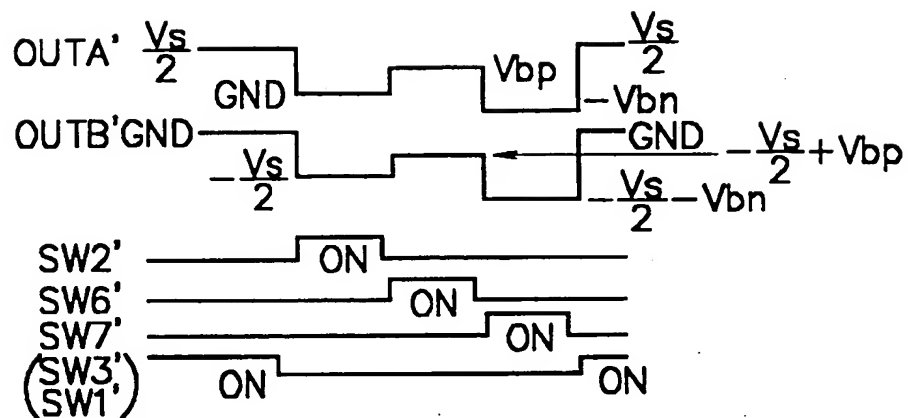 OUTA' Vs/2 GND Vbp Vs/2 -Vbn
OUTB' GND -Vs/2 GND -Vs/2+Vbp -Vs/2-Vbn
SW2' ON
SW6' ON
SW7' ON
(SW3' SW1') ON ON